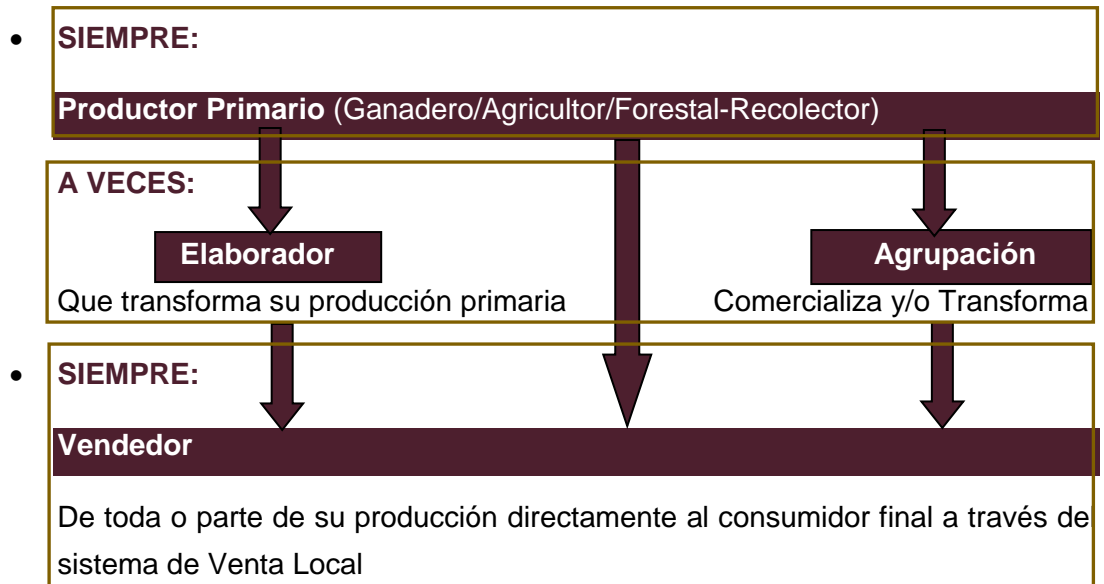 • SIEMPRE:
Productor Primario (Ganadero/Agricultor/Forestal-Recolector)
A VECES:
Elaborador
Agrupación
Que transforma su producción primaria
Comercializa y/o Transforma
• SIEMPRE:
Vendedor
De toda o parte de su producción directamente al consumidor final a través de
sistema de Venta Local